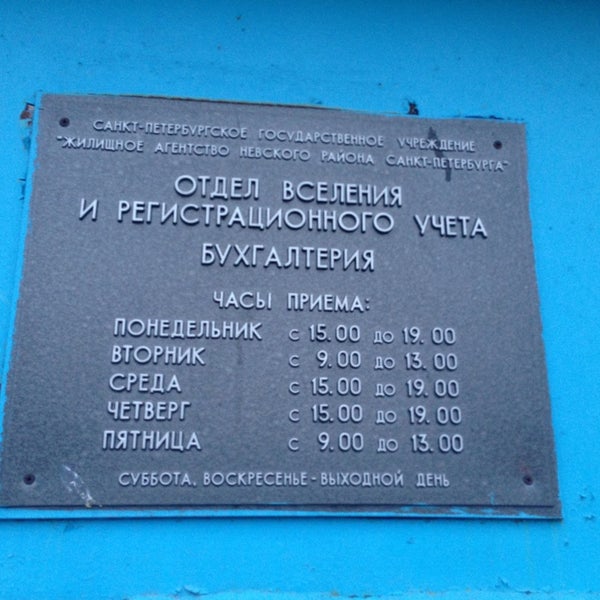 САНКТ-ПЕТЕРБУРГСКОЕ ГОСУДАРСТВЕННОЕ УЧРЕЖДЕНИЕ
"ЖИЛИЩНОЕ АГЕНТСТВО НЕВСКОГО РАЙОНА САНКТ-ПЕТЕРБУРГА"
ОТДЕЛ ВСЕЛЕНИЯ
И РЕГИСТРАЦИОННОГО УЧЕТА
БУХГАЛТЕРИЯ
ЧАСЫ ПРИЕМА:
ПОНЕДЕЛЬНИК С 15.00 ДО 19.00
ВТОРНИК С 9.00 ДО 13.00
СРЕДА С 15.00 ДО 19.00
ЧЕТВЕРГ С 15.00 ДО 19.00
ПЯТНИЦА С 9.00 ДО 13.00
СУББОТА, ВОСКРЕСЕНЬЕ - ВЫХОДНОЙ ДЕНЬ